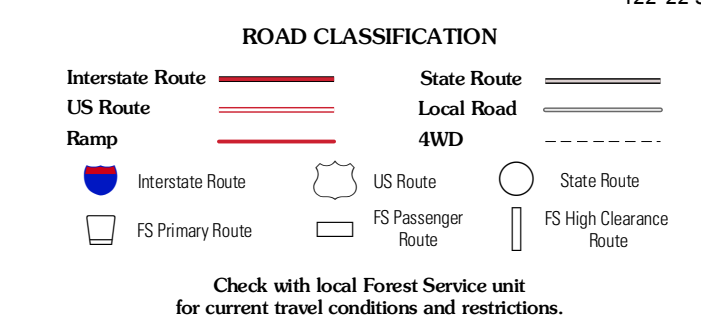 ROAD CLASSIFICATION
Interstate Route
State Route
US Route
Local Road
Ramp
4WD
Interstate Route
US Route
State Route
FS Primary Route
FS Passenger
Route
FS High Clearance
Route
Check with local Forest Service unit
for current travel conditions and restrictions.